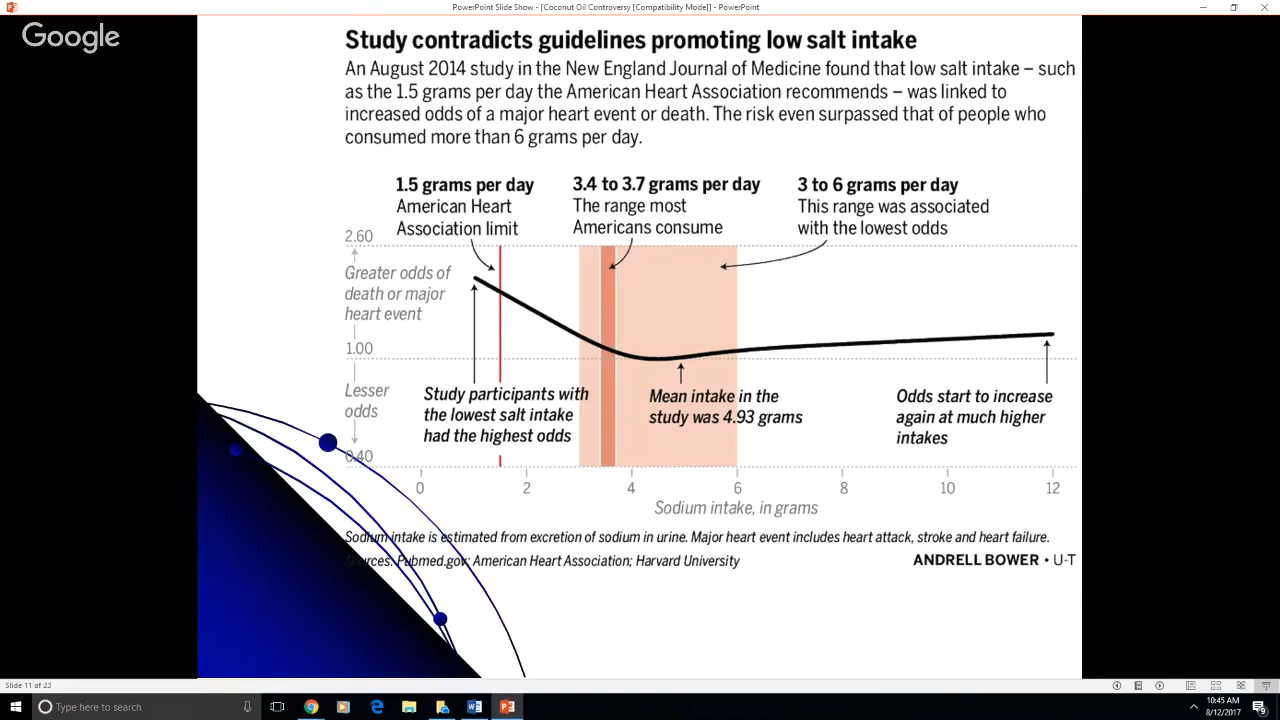 PowerPoint Slide Show - [Coconut Oil Controversy [Compatibility Mode]] - PowerPoint
Google
Study contradicts guidelines promoting low salt intake
An August 2014 study in the New England Journal of Medicine found that low salt intake – such
as the 1.5 grams per day the American Heart Association recommends – was linked to
increased odds of a major heart event or death. The risk even surpassed that of people who
consumed more than 6 grams per day.
1.5 grams per day
American Heart
Association limit
3.4 to 3.7 grams per day
The range most
Americans consume
3 to 6 grams per day
This range was associated
with the lowest odds
2.60
Greater odds of
death or major
heart event
1.00
Lesser
odds
0.40
Study participants with
the lowest salt intake
had the highest odds
Mean intake in the
study was 4.93 grams
Odds start to increase
again at much higher
intakes
0 2 4 6 8 10 12
Sodium intake, in grams
Sodium intake is estimated from excretion of sodium in urine. Major heart event includes heart attack, stroke and heart failure.
Sources: Pubmed.gov; American Heart Association; Harvard University
ANDRELL BOWER • U-T
Slide 11 of 23
Type here to search
10:45 AM
8/12/2017